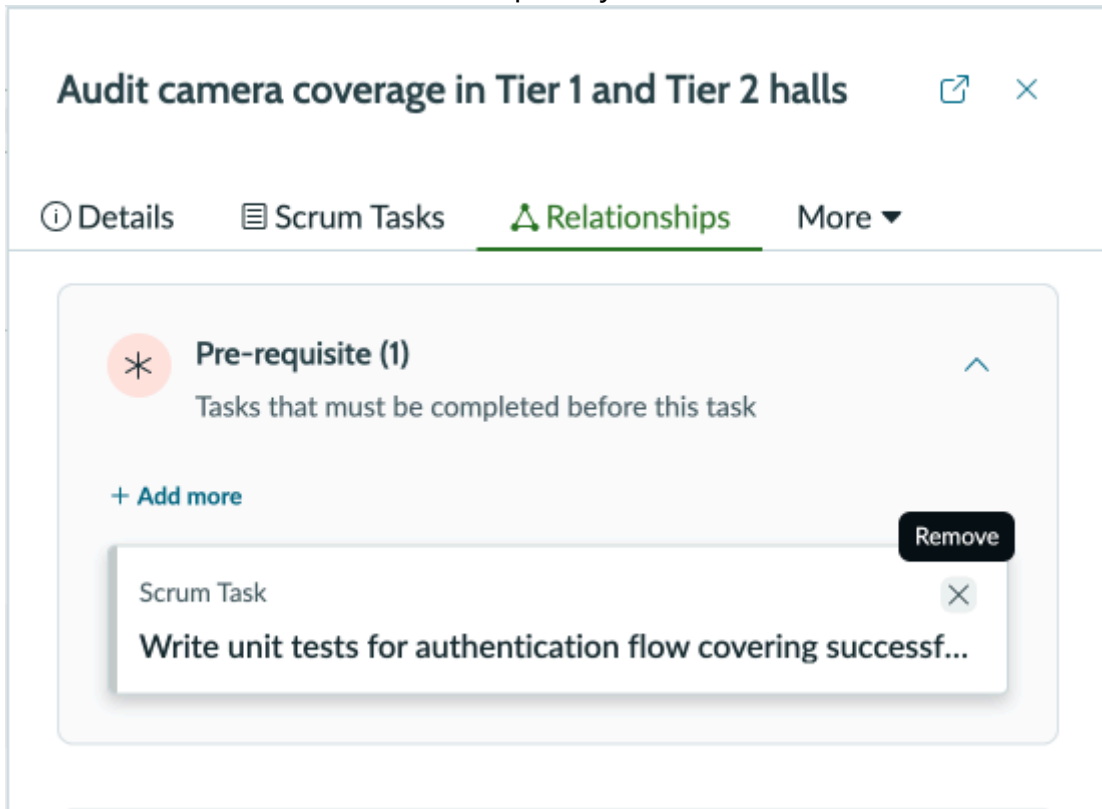 Audit camera coverage in Tier 1 and Tier 2 halls
Details Scrum Tasks Relationships More
Pre-requisite (1)
Tasks that must be completed before this task
+ Add more
Remove
Scrum Task
Write unit tests for authentication flow covering successf...